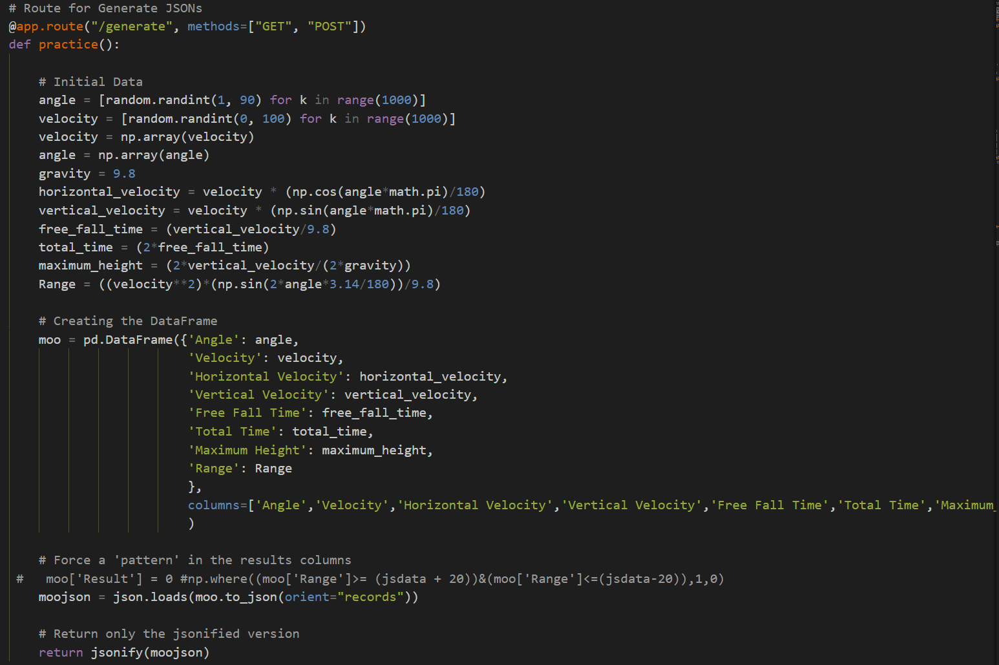 # Route for Generate JSONs
@app.route("/generate", methods=["GET", "POST"])
def practice():
# Initial Data
angle = [random.randint(1, 90) for k in range(1000)]
velocity = [random.randint(0, 100) for k in range(1000)]
velocity = np.array(velocity)
angle = np.array(angle)
gravity = 9.8
horizontal_velocity = velocity * (np.cos(angle*math.pi)/180)
vertical_velocity = velocity * (np.sin(angle*math.pi)/180)
free_fall_time = (vertical_velocity/9.8)
total_time = (2*free_fall_time)
maximum_height = (2*vertical_velocity/(2*gravity))
Range = ((velocity**2)*(np.sin(2*angle*3.14/180))/9.8)
# Creating the DataFrame
moo = pd.DataFrame({'Angle': angle,
'Velocity': velocity,
'Horizontal Velocity': horizontal_velocity,
'Vertical Velocity': vertical_velocity,
'Free Fall Time': free_fall_time,
'Total Time': total_time,
'Maximum Height': maximum_height,
'Range': Range
},
columns=['Angle','Velocity','Horizontal Velocity','Vertical Velocity','Free Fall Time','Total Time','Maximum
)
# Force a 'pattern' in the results columns
# moo['Result'] = 0 #np.where((moo['Range']>= (jsdata + 20))&(moo['Range']<=(jsdata-20)),1,0)
moojson = json.loads(moo.to_json(orient="records"))
# Return only the jsonified version
return jsonify(moojson)